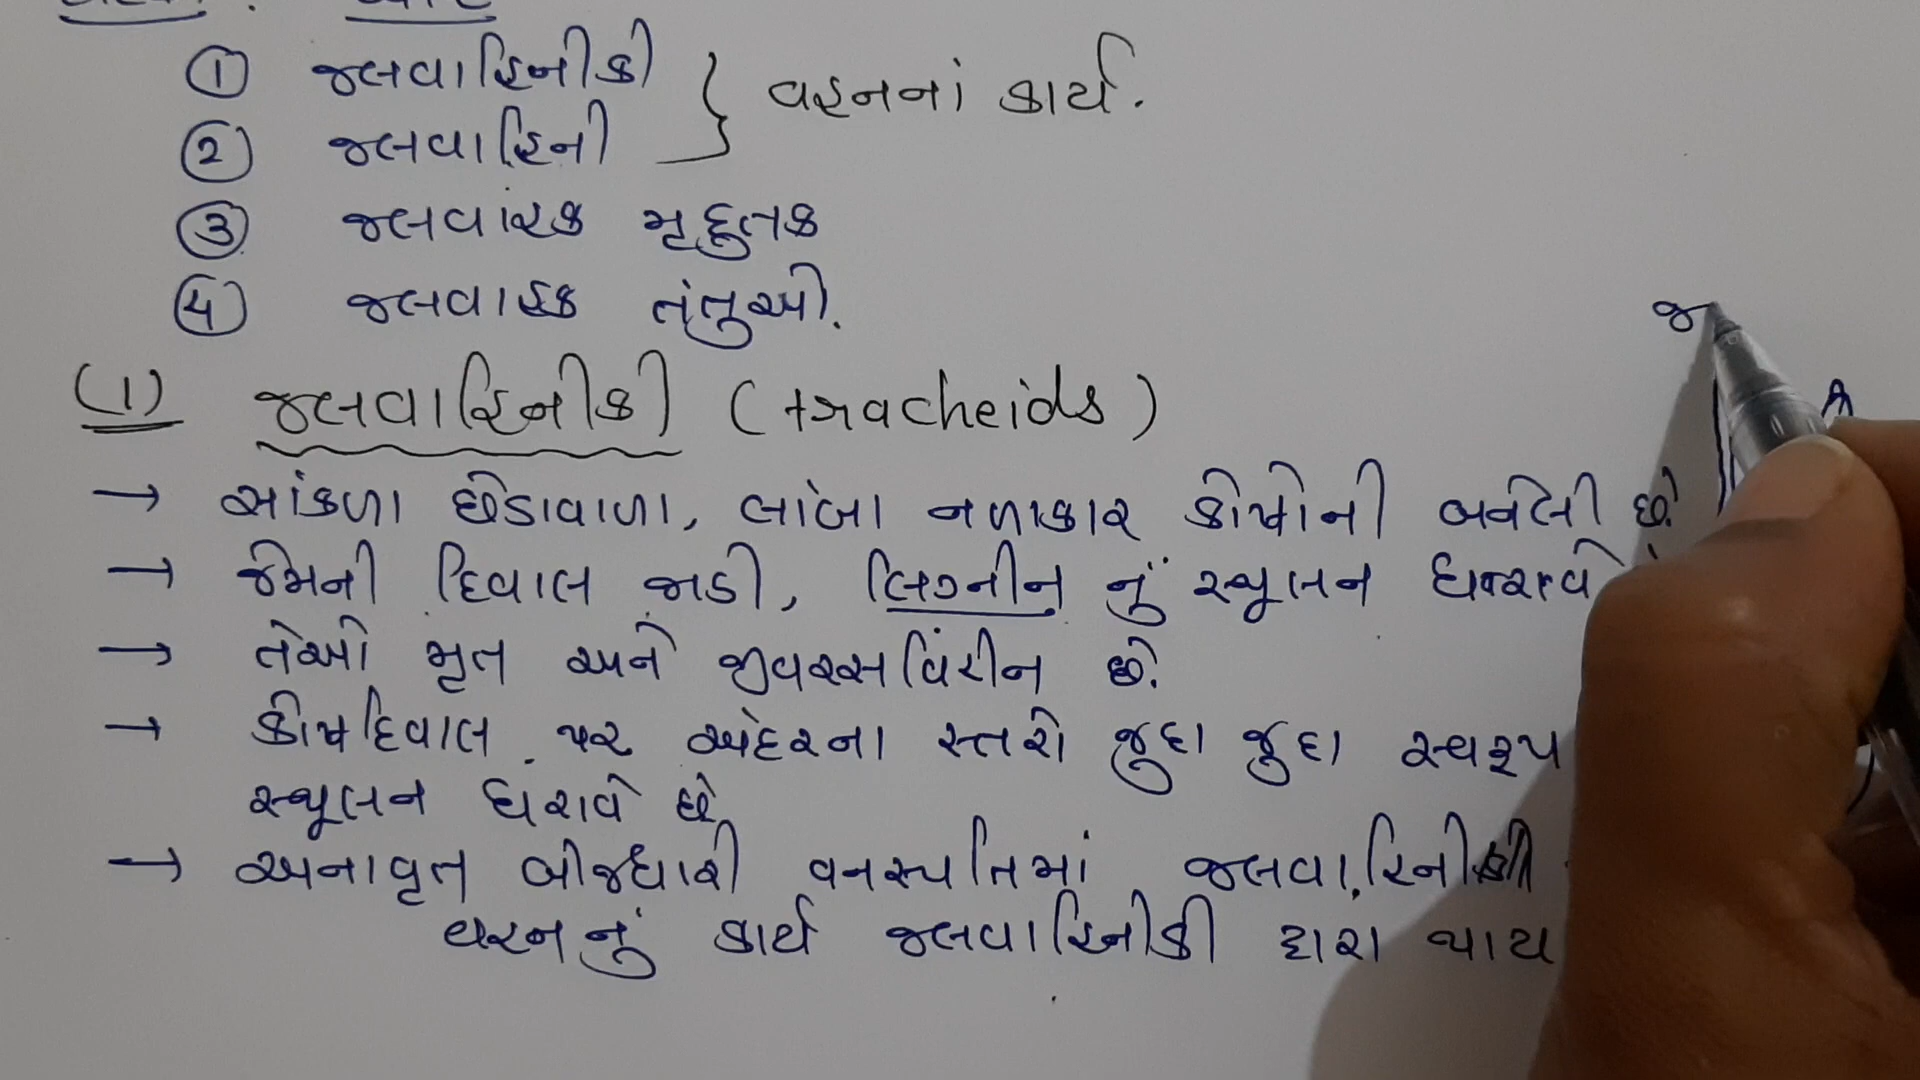 ① જલવાહિનીકી } વહનનાં કાર્ય.
② જલવાહિની
③ જલવાહક મૃદુતક
④ જલવાહક તંતુઓ.
(1) જલવાહિનીકી (tracheids)
→ સાંકળા છેડાવાળા, લાંબા નળાકાર કોષોની બનેલી છે.
→ જેમની દિવાલ જાડી, લિગ્નીન નું સ્થૂલન ધરાવે
→ તેઓ મૃત અને જીવરસવિહીન છે.
→ કોષદિવાલ પર અંદરના સ્તરો જુદા જુદા સ્વરૂપ
સ્થૂલન ધરાવે છે
→ અનાવૃત બીજધારી વનસ્પતિમાં જલવાહિની
વહનનું કાર્ય જલવાહિનીકી દ્વારા થાય
જ